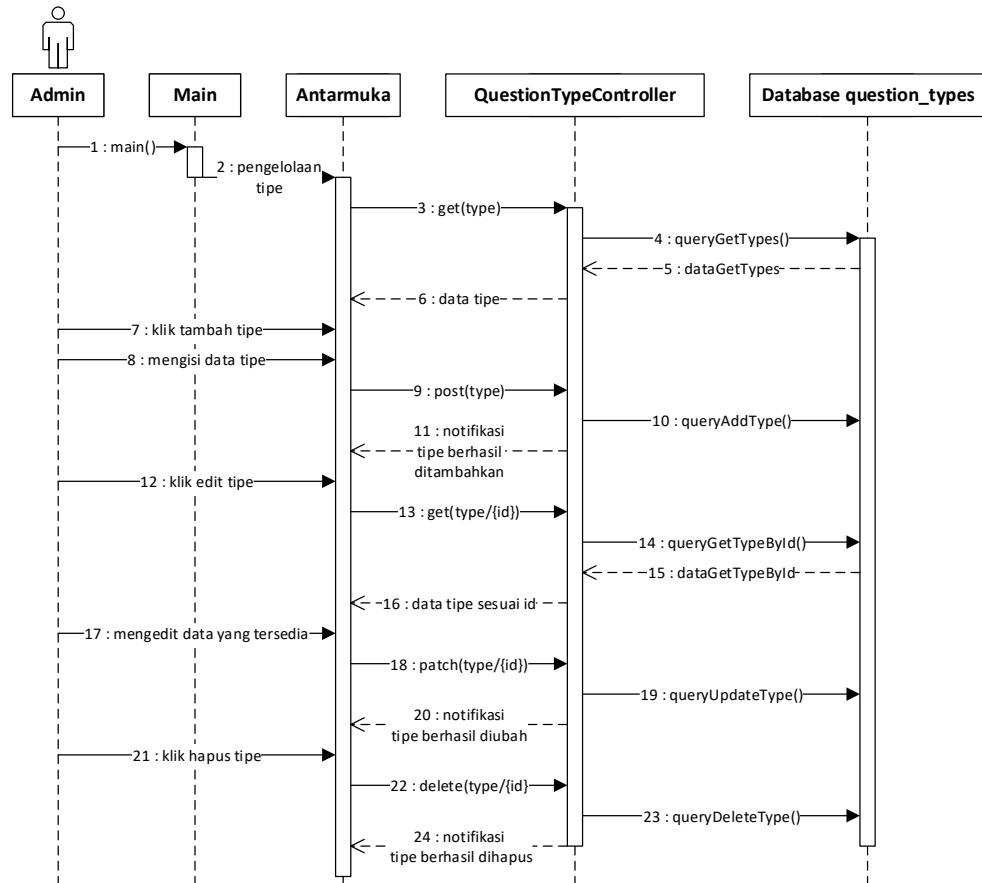 Admin
Main
Antarmuka
QuestionTypeController
Database question_types
1 : main()
2 : pengelolaan
tipe
3 : get(type)
4 : queryGetTypes()
5 : dataGetTypes
6 : data tipe
7 : klik tambah tipe
8 : mengisi data tipe
9 : post(type)
10 : queryAddType()
11 : notifikasi
tipe berhasil
ditambahkan
12 : klik edit tipe
13 : get(type/{id})
14 : queryGetTypeById()
15 : dataGetTypeById
16 : data tipe sesuai id
17 : mengedit data yang tersedia
18 : patch(type/{id})
19 : queryUpdateType()
20 : notifikasi
tipe berhasil diubah
21 : klik hapus tipe
22 : delete(type/{id}
23 : queryDeleteType()
24 : notifikasi
tipe berhasil dihapus